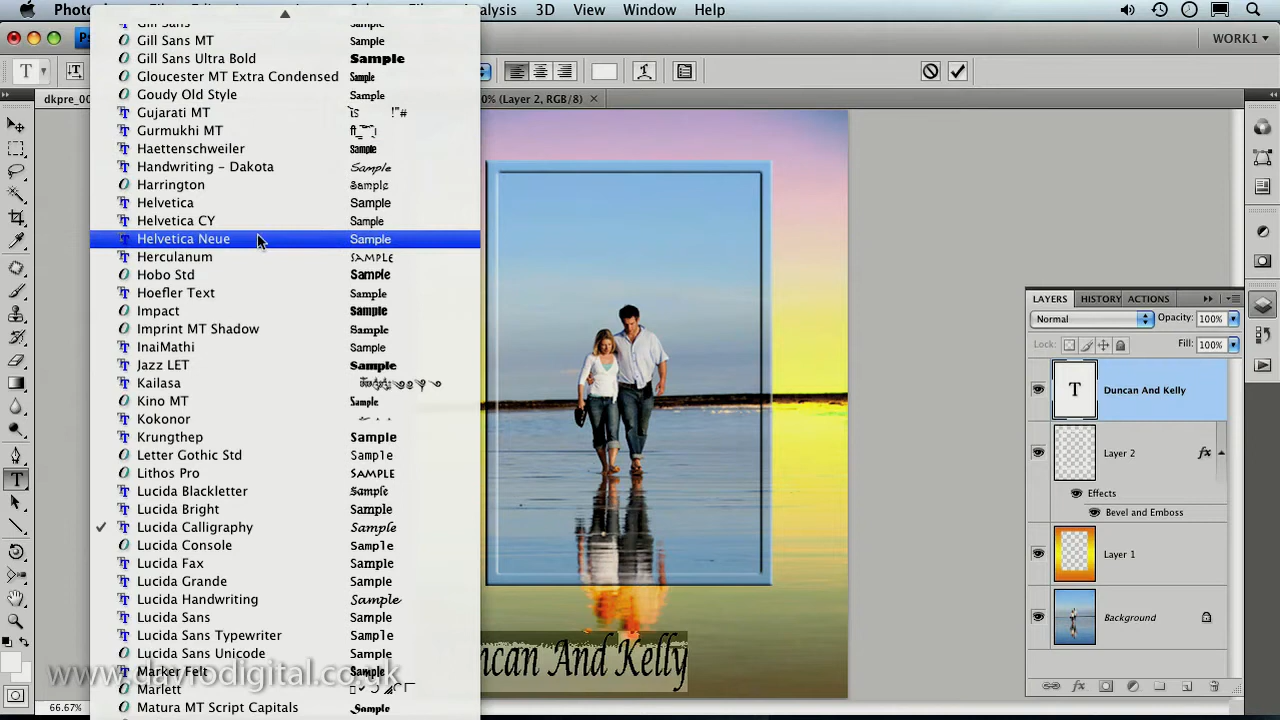 Photo
Analysis
3D
View
Window
Help
WORK1
T
dkpre_00
0% (Layer 2, RGB/8)
Gill Sans Sample
Gill Sans MT Sample
Gill Sans Ultra Bold Sample
Gloucester MT Extra Condensed Sample
Goudy Old Style Sample
Gujarati MT
Gurmukhi MT
Haettenschweiler Sample
Handwriting – Dakota Sample
Harrington Sample
Helvetica Sample
Helvetica CY Sample
Helvetica Neue Sample
Herculanum SAMPLE
Hobo Std Sample
Hoefler Text Sample
Impact Sample
Imprint MT Shadow Sample
InaiMathi Sample
Jazz LET Sample
Kailasa
Kino MT Sample
Kokonor
Krungthep Sample
Letter Gothic Std Sample
Lithos Pro SAMPLE
Lucida Blackletter Sample
Lucida Bright Sample
Lucida Calligraphy Sample
Lucida Console Sample
Lucida Fax Sample
Lucida Grande Sample
Lucida Handwriting Sample
Lucida Sans Sample
Lucida Sans Typewriter Sample
Lucida Sans Unicode Sample
Marker Felt Sample
Marlett
Matura MT Script Capitals Sample
www.davrodigital.co.uk
ncan And Kelly
66.67%
LAYERS HISTORY ACTIONS
Normal Opacity: 100%
Lock: Fill: 100%
T Duncan And Kelly
Layer 2 fx
Effects
Bevel and Emboss
Layer 1
Background
fx